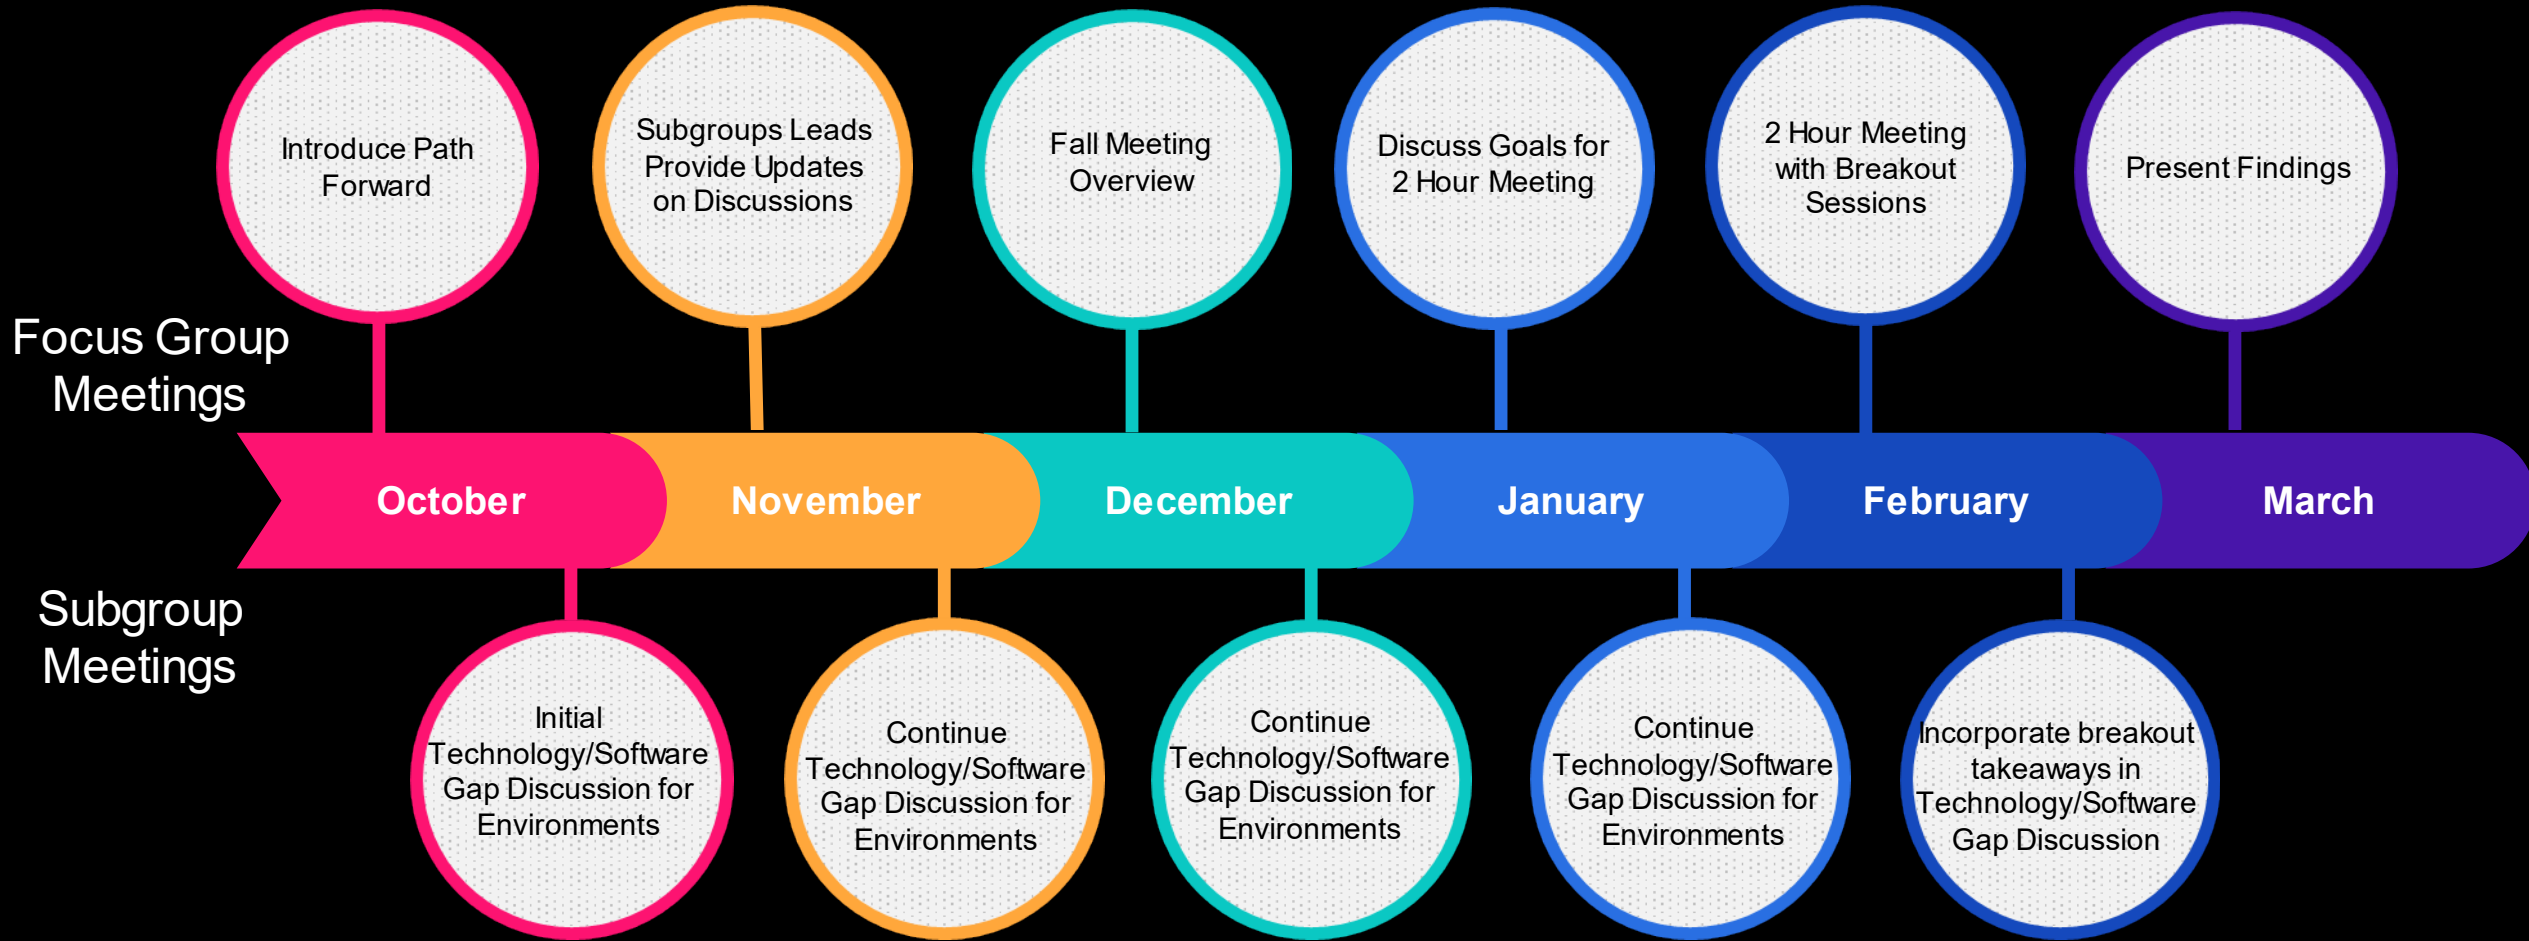 Introduce Path
Forward
Subgroups Leads
Provide Updates
on Discussions
Fall Meeting
Overview
Discuss Goals for
2 Hour Meeting
2 Hour Meeting
with Breakout
Sessions
Present Findings
Focus Group
Meetings
October
November
December
January
February
March
Subgroup
Meetings
Initial
Technology/Software
Gap Discussion for
Environments
Continue
Technology/Software
Gap Discussion for
Environments
Continue
Technology/Software
Gap Discussion for
Environments
Continue
Technology/Software
Gap Discussion for
Environments
Incorporate breakout
takeaways in
Technology/Software
Gap Discussion